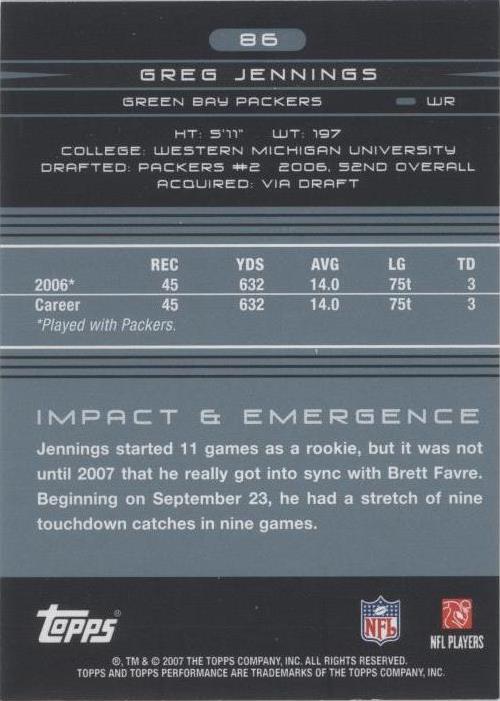 86
GREG JENNINGS
GREEN BAY PACKERS WR
HT: 5'11" WT: 197
COLLEGE: WESTERN MICHIGAN UNIVERSITY
DRAFTED: PACKERS #2 2006, 52ND OVERALL
ACQUIRED: VIA DRAFT
REC YDS AVG LG TD
2006* 45 632 14.0 75t 3
Career 45 632 14.0 75t 3
*Played with Packers.
IMPACT & EMERGENCE
Jennings started 11 games as a rookie, but it was not
until 2007 that he really got into sync with Brett Favre.
Beginning on September 23, he had a stretch of nine
touchdown catches in nine games.
Topps®
NFL
NFL PLAYERS
®, TM & © 2007 THE TOPPS COMPANY, INC. ALL RIGHTS RESERVED.
TOPPS AND TOPPS PERFORMANCE ARE TRADEMARKS OF THE TOPPS COMPANY, INC.